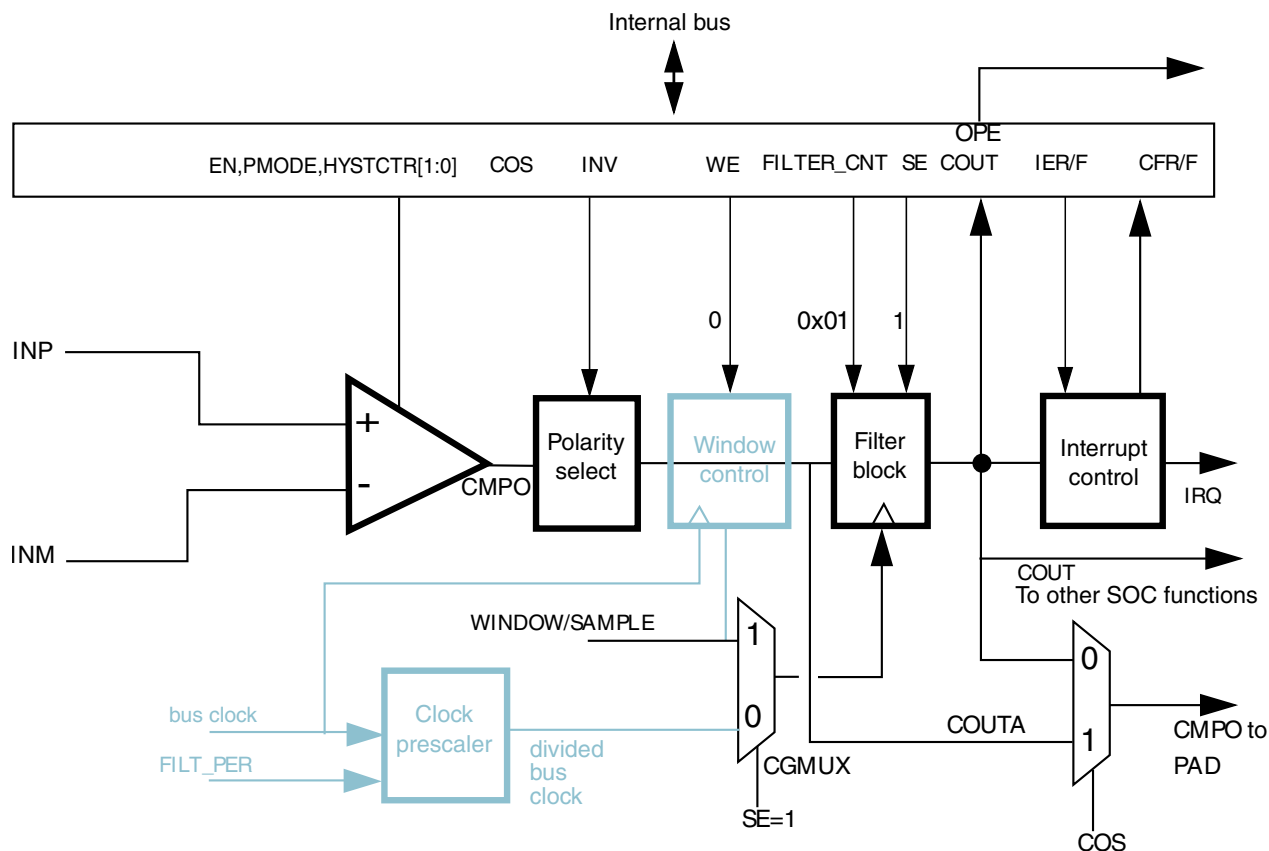 Internal bus
OPE
EN,PMODE,HYSTCTR[1:0] COS INV WE FILTER_CNT SE COUT IER/F CFR/F
0 0x01 1
INP
+
-
CMPO
Polarity
select
Window
control
Filter
block
Interrupt
control
IRQ
INM
COUT
To other SOC functions
WINDOW/SAMPLE
1
0
0
1
bus clock
Clock
prescaler
FILT_PER
divided
bus
clock
CGMUX
SE=1
COUTA
CMPO to
PAD
COS